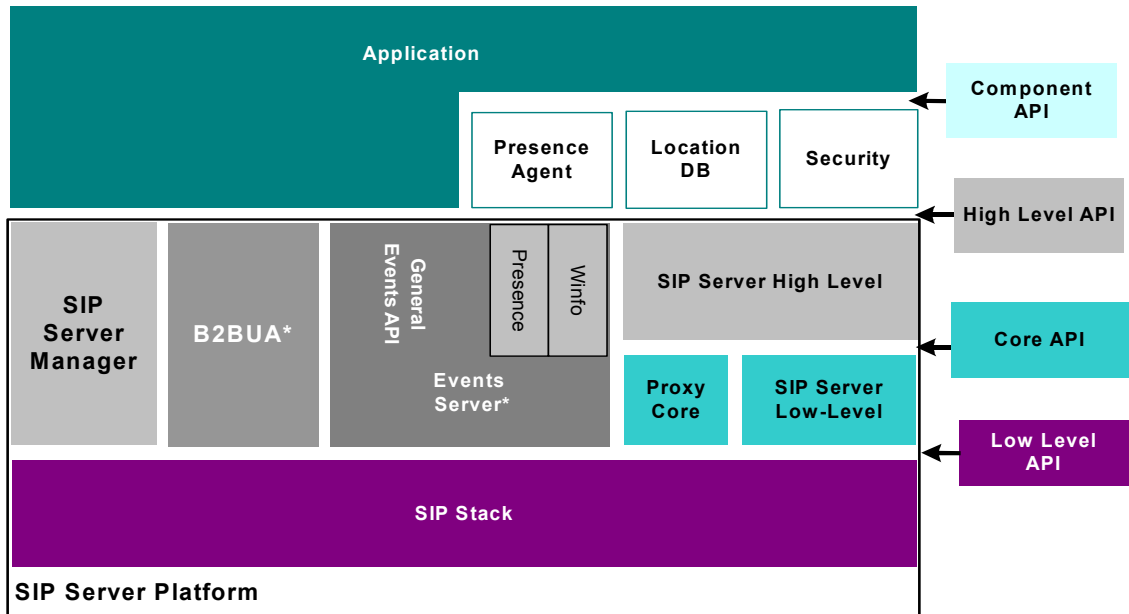 Application
Component
API
Presence
Agent
Location
DB
Security
High Level API
SIP
Server
Manager
B2BUA*
General
Events API
Presence
Winfo
Events
Server*
SIP Server High Level
Core API
Proxy
Core
SIP Server
Low-Level
Low Level
API
SIP Stack
SIP Server Platform